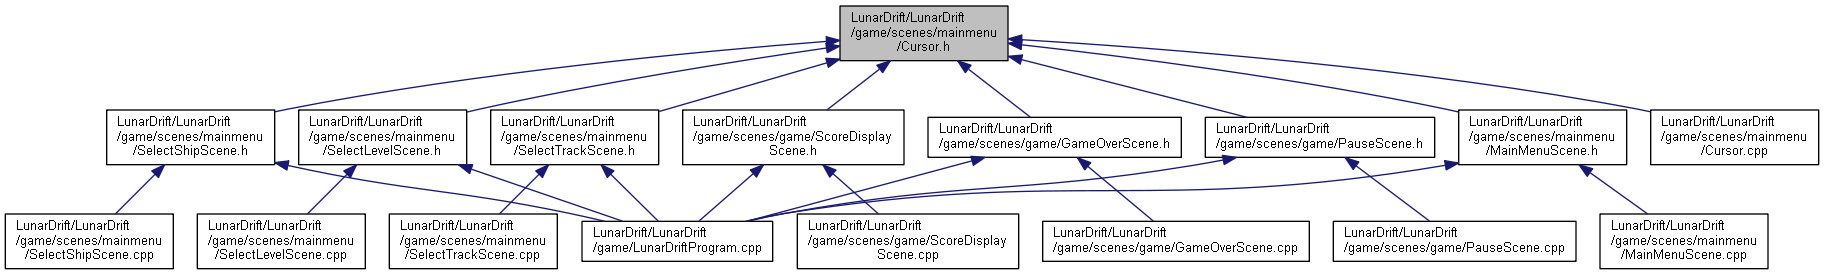 LunarDrift/LunarDrift
/game/scenes/mainmenu
/Cursor.h
LunarDrift/LunarDrift
/game/scenes/mainmenu
/SelectShipScene.h
LunarDrift/LunarDrift
/game/scenes/mainmenu
/SelectLevelScene.h
LunarDrift/LunarDrift
/game/scenes/mainmenu
/SelectTrackScene.h
LunarDrift/LunarDrift
/game/scenes/game/ScoreDisplay
Scene.h
LunarDrift/LunarDrift
/game/scenes/game/GameOverScene.h
LunarDrift/LunarDrift
/game/scenes/game/PauseScene.h
LunarDrift/LunarDrift
/game/scenes/mainmenu
/MainMenuScene.h
LunarDrift/LunarDrift
/game/scenes/mainmenu
/Cursor.cpp
LunarDrift/LunarDrift
/game/scenes/mainmenu
/SelectShipScene.cpp
LunarDrift/LunarDrift
/game/scenes/mainmenu
/SelectLevelScene.cpp
LunarDrift/LunarDrift
/game/scenes/mainmenu
/SelectTrackScene.cpp
LunarDrift/LunarDrift
/game/LunarDriftProgram.cpp
LunarDrift/LunarDrift
/game/scenes/game/ScoreDisplay
Scene.cpp
LunarDrift/LunarDrift
/game/scenes/game/GameOverScene.cpp
LunarDrift/LunarDrift
/game/scenes/game/PauseScene.cpp
LunarDrift/LunarDrift
/game/scenes/mainmenu
/MainMenuScene.cpp